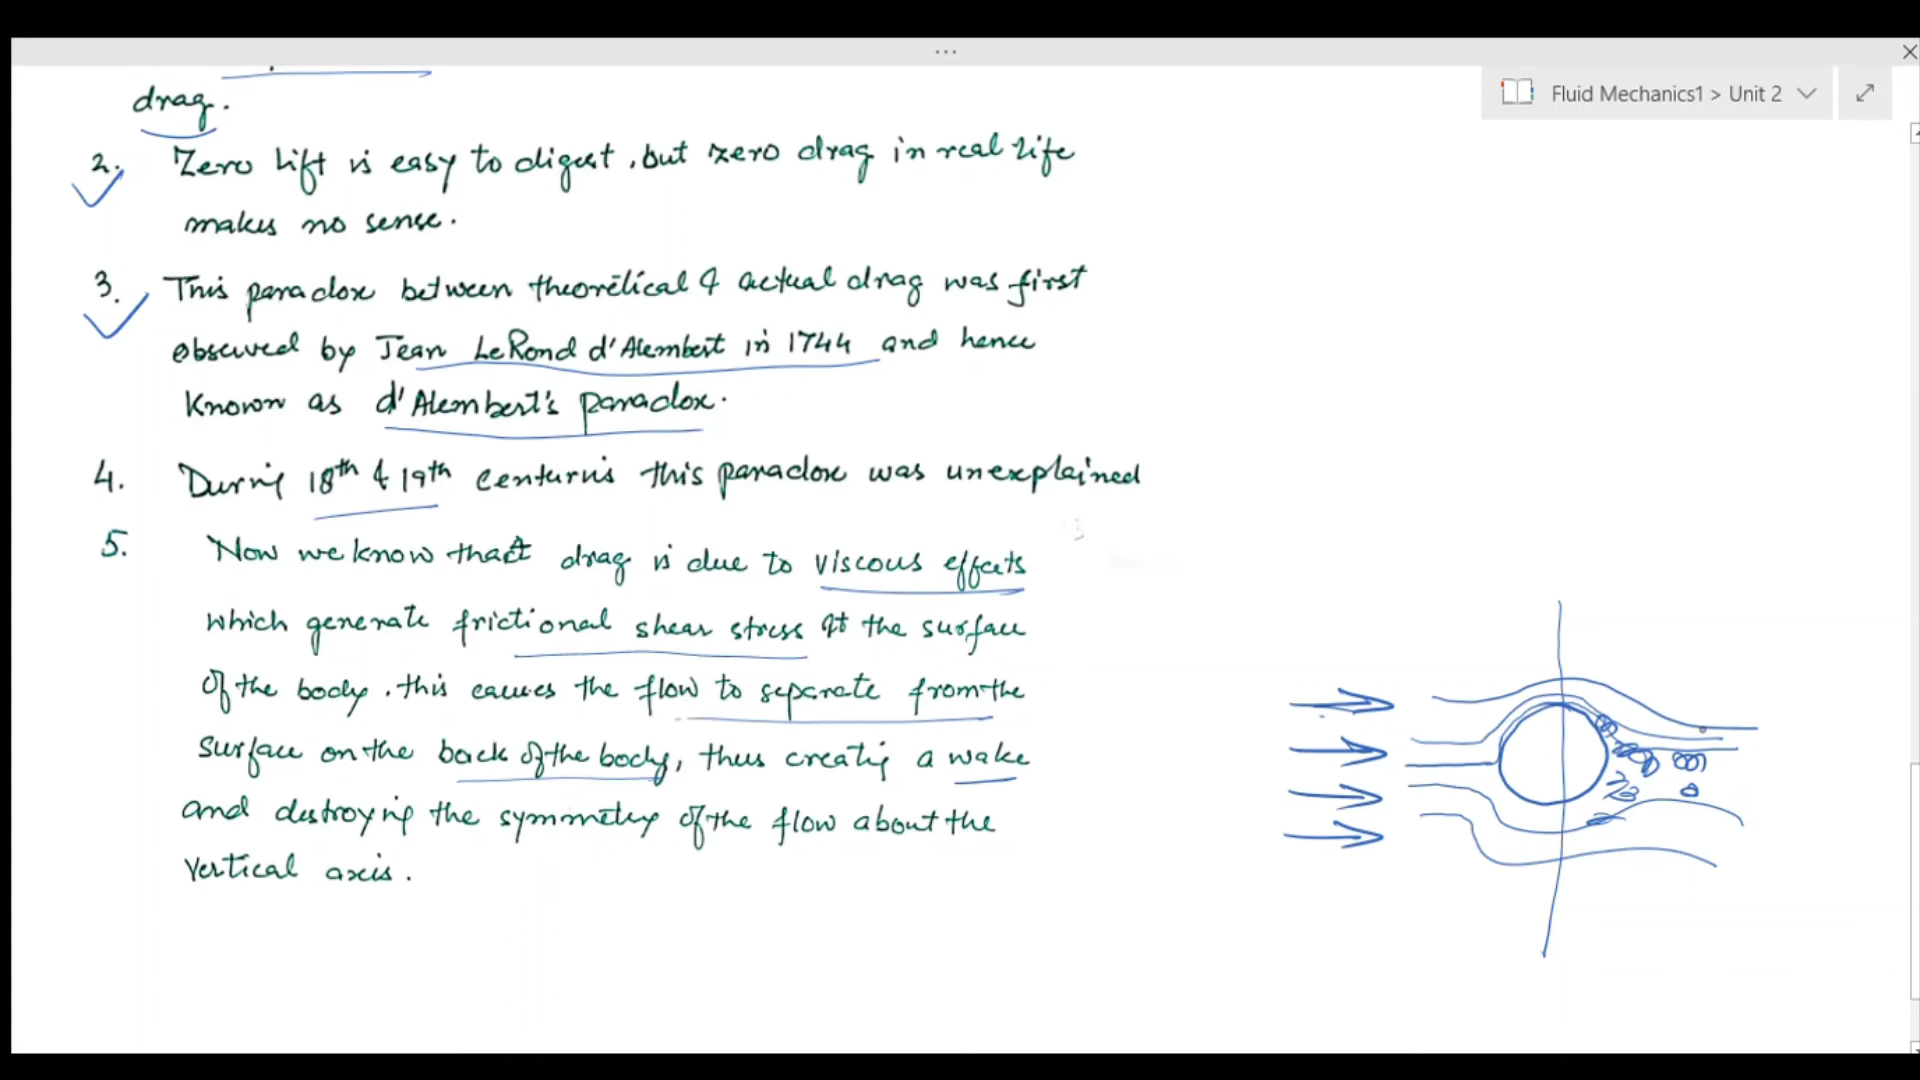 Fluid Mechanics1 > Unit 2
drag.
2. Zero lift is easy to digest, but zero drag in real life
makes no sense.
3. This paradox between theoretical & actual drag was first
observed by Jean LeRond d'Alembert in 1744 and hence
known as d'Alembert's paradox.
4. During 18th & 19th centuries this paradox was unexplained
5. Now we know that drag is due to viscous effects
which generate frictional shear stress at the surface
of the body. this causes the flow to separate from the
surface on the back of the body, thus creating a wake
and destroying the symmetry of the flow about the
vertical axis.